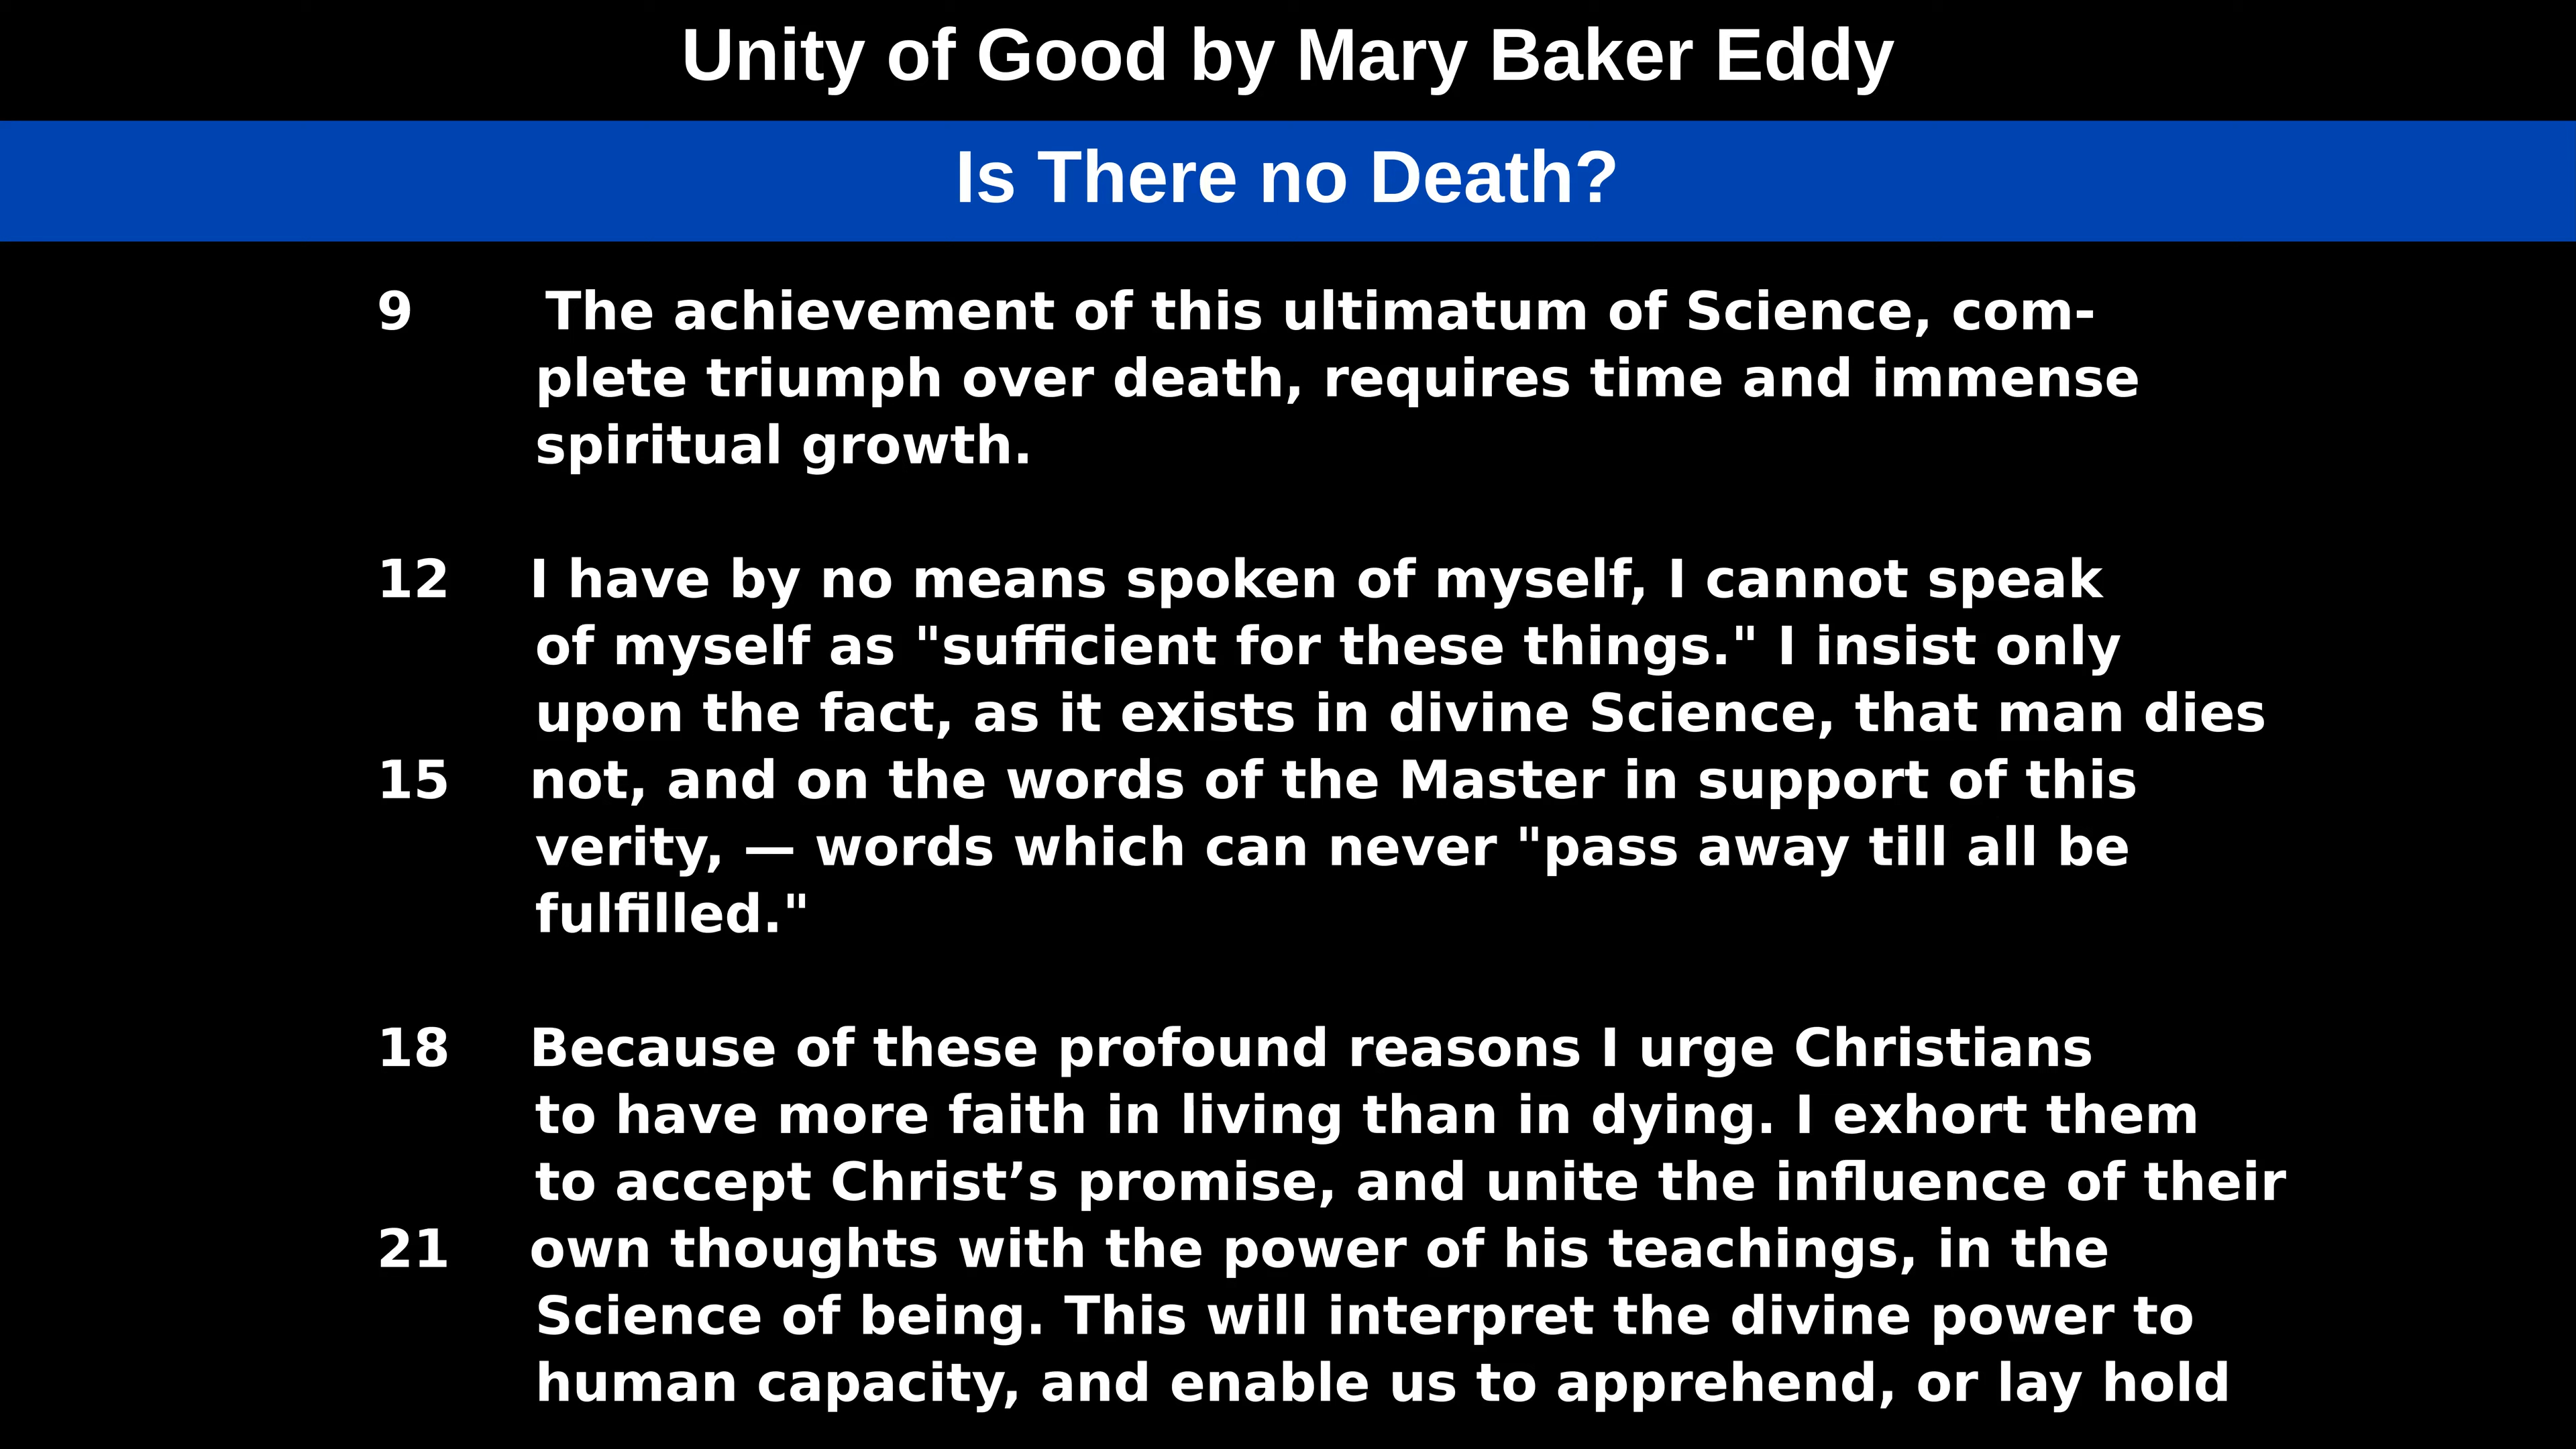 Unity of Good by Mary Baker Eddy
Is There no Death?
9 The achievement of this ultimatum of Science, com-
plete triumph over death, requires time and immense
spiritual growth.
12 I have by no means spoken of myself, I cannot speak
of myself as "sufficient for these things." I insist only
upon the fact, as it exists in divine Science, that man dies
15 not, and on the words of the Master in support of this
verity, — words which can never "pass away till all be
fulfilled."
18 Because of these profound reasons I urge Christians
to have more faith in living than in dying. I exhort them
to accept Christ’s promise, and unite the influence of their
21 own thoughts with the power of his teachings, in the
Science of being. This will interpret the divine power to
human capacity, and enable us to apprehend, or lay hold